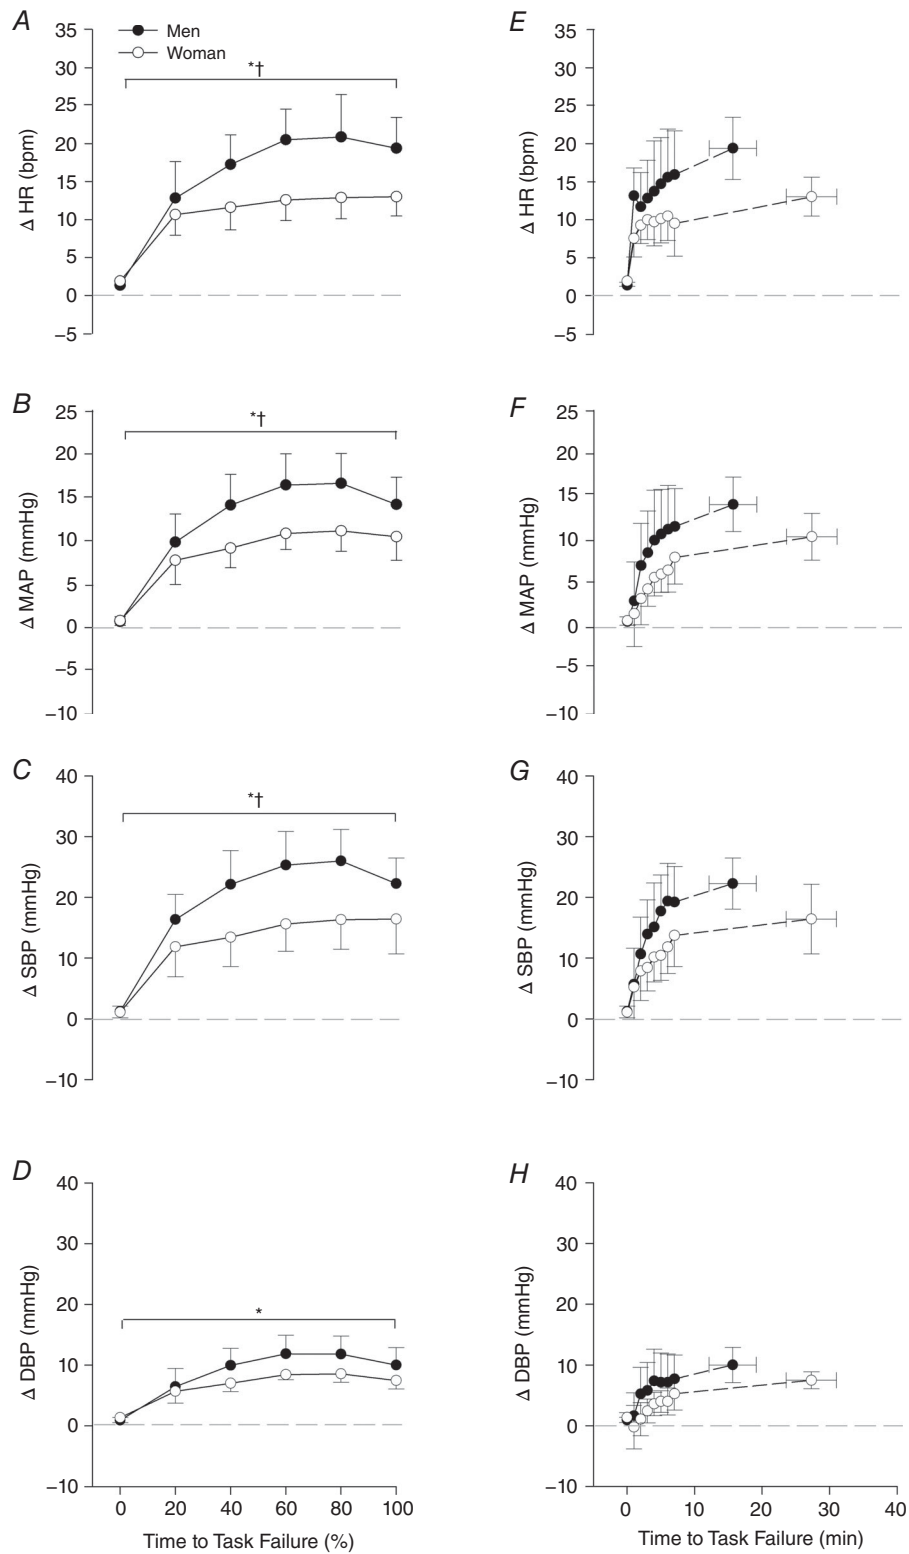 A
Men
Woman
*†
Δ HR (bpm)
35
30
25
20
15
10
5
0
−5
E
Δ HR (bpm)
35
30
25
20
15
10
5
0
−5
B
*†
Δ MAP (mmHg)
25
20
15
10
5
0
−5
−10
F
Δ MAP (mmHg)
25
20
15
10
5
0
−5
−10
C
*†
Δ SBP (mmHg)
40
30
20
10
0
−10
G
Δ SBP (mmHg)
40
30
20
10
0
−10
D
*
Δ DBP (mmHg)
40
30
20
10
0
−10
0 20 40 60 80 100
Time to Task Failure (%)
H
Δ DBP (mmHg)
40
30
20
10
0
−10
0 10 20 30 40
Time to Task Failure (min)